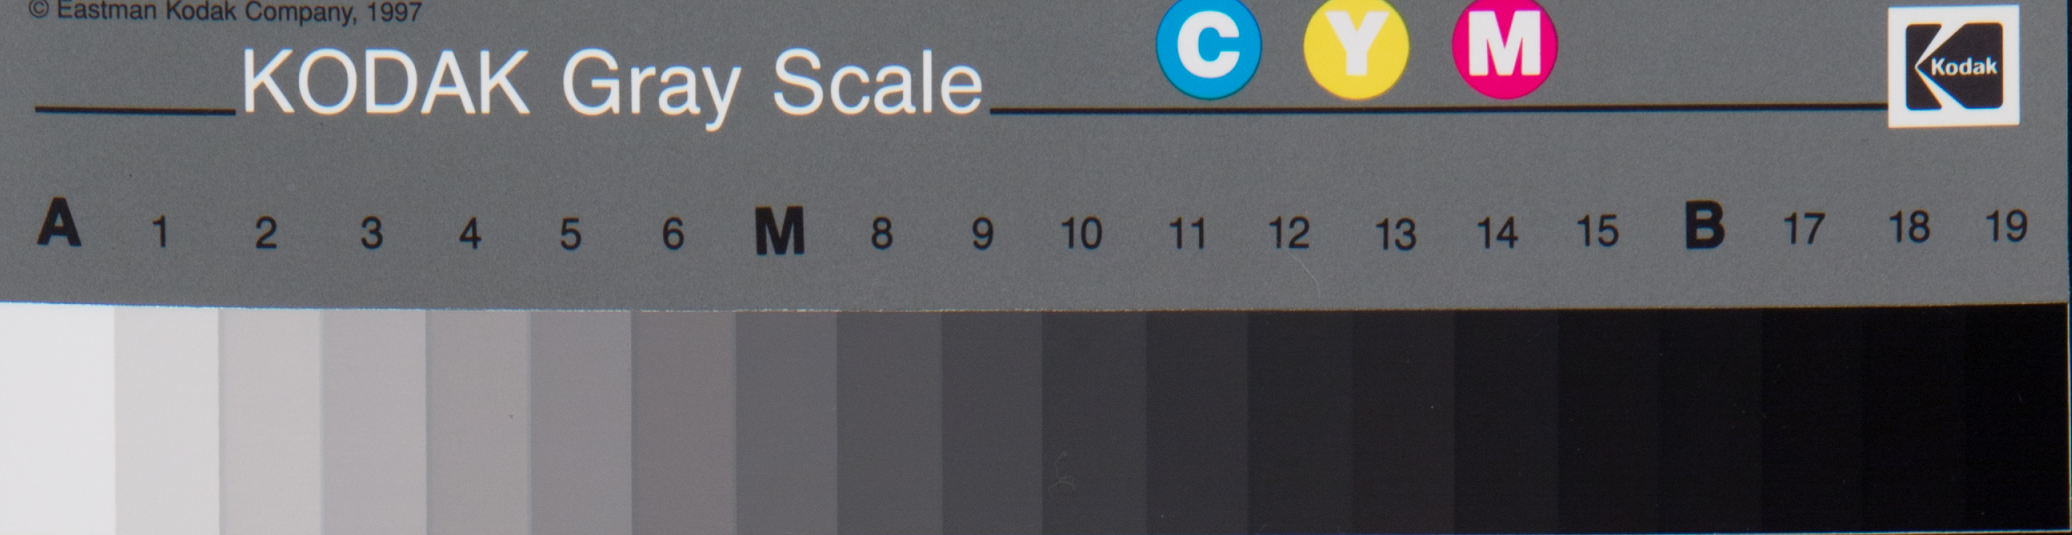 © Eastman Kodak Company, 1997
KODAK Gray Scale
C Y M
Kodak
A 1 2 3 4 5 6 M 8 9 10 11 12 13 14 15 B 17 18 19